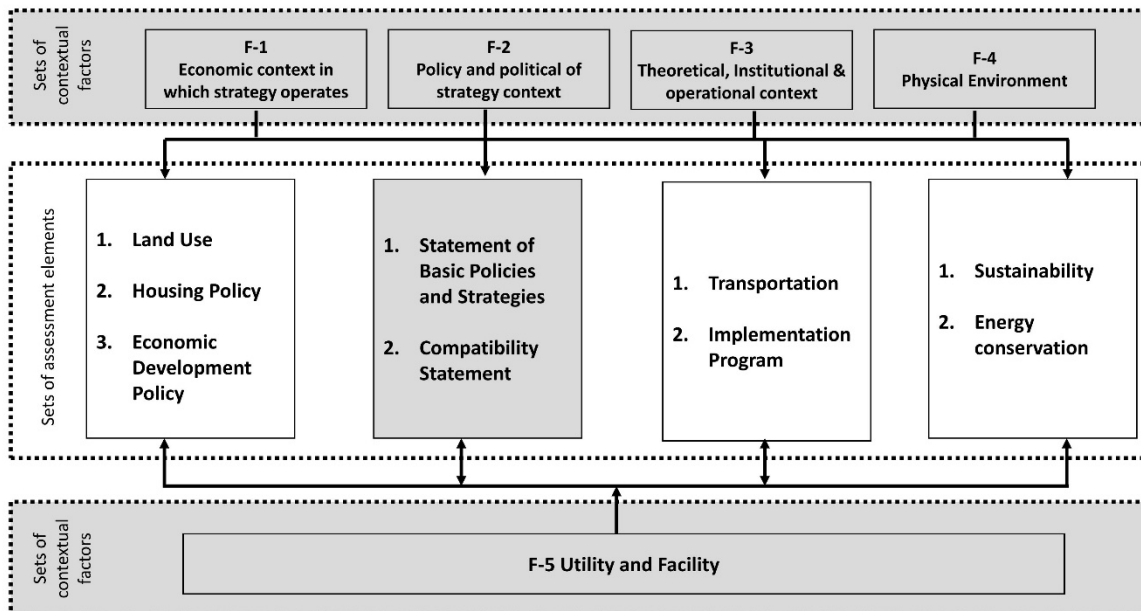 Sets of
contextual
factors
F-1
Economic context in
which strategy operates
F-2
Policy and political of
strategy context
F-3
Theoretical, Institutional &
operational context
F-4
Physical Environment
Sets of assessment elements
1. Land Use
2. Housing Policy
3. Economic
Development
Policy
1. Statement of
Basic Policies
and Strategies
2. Compatibility
Statement
1. Transportation
2. Implementation
Program
1. Sustainability
2. Energy
conservation
Sets of
contextual
factors
F-5 Utility and Facility